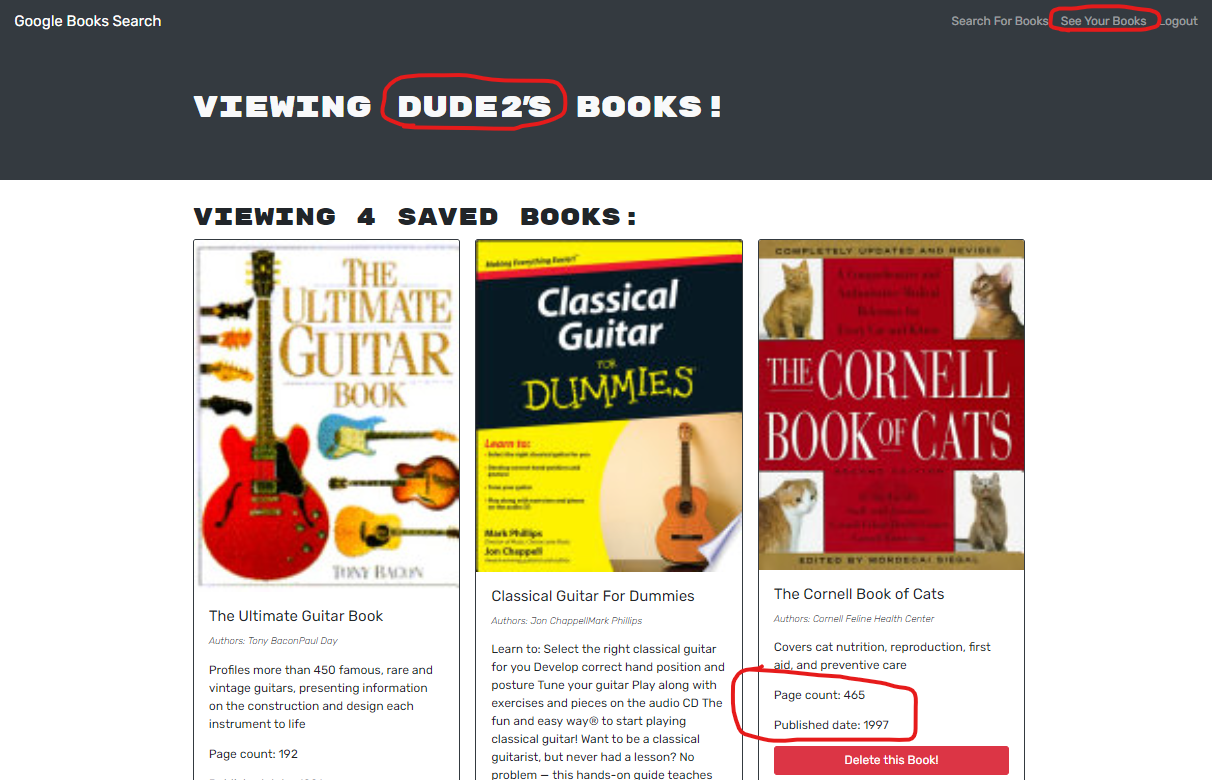 Google Books Search
Search For Books See Your Books Logout
VIEWING DUDE2'S BOOKS!
VIEWING 4 SAVED BOOKS:
THE
ULTIMATE
GUITAR
BOOK
TONY BACON
The Ultimate Guitar Book
Authors: Tony BaconPaul Day
Profiles more than 450 famous, rare and
vintage guitars, presenting information
on the construction and design each
instrument to life
Page count: 192
Making Everything Easier!™
Classical
Guitar
FOR
DUMMIES
Learn to:
Mark Phillips
Jon Chappell
Classical Guitar For Dummies
Authors: Jon ChappellMark Phillips
Learn to: Select the right classical guitar
for you Develop correct hand position and
posture Tune your guitar Play along with
exercises and pieces on the audio CD The
fun and easy way® to start playing
classical guitar! Want to be a classical
guitarist, but never had a lesson? No
problem — this hands-on guide teaches
COMPLETELY UPDATED AND REVISED
THE CORNELL
BOOK OF CATS
SECOND EDITION
EDITED BY MORDECAI SIEGAL
The Cornell Book of Cats
Authors: Cornell Feline Health Center
Covers cat nutrition, reproduction, first
aid, and preventive care
Page count: 465
Published date: 1997
Delete this Book!